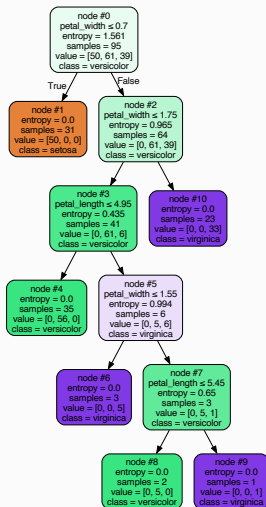 node #0
petal_width ≤ 0.7
entropy = 1.561
samples = 95
value = [50, 61, 39]
class = versicolor
True
False
node #1
entropy = 0.0
samples = 31
value = [50, 0, 0]
class = setosa
node #2
petal_width ≤ 1.75
entropy = 0.965
samples = 64
value = [0, 61, 39]
class = versicolor
node #3
petal_length ≤ 4.95
entropy = 0.435
samples = 41
value = [0, 61, 6]
class = versicolor
node #10
entropy = 0.0
samples = 23
value = [0, 0, 33]
class = virginica
node #4
entropy = 0.0
samples = 35
value = [0, 56, 0]
class = versicolor
node #5
petal_width ≤ 1.55
entropy = 0.994
samples = 6
value = [0, 5, 6]
class = virginica
node #6
entropy = 0.0
samples = 3
value = [0, 0, 5]
class = virginica
node #7
petal_length ≤ 5.45
entropy = 0.65
samples = 3
value = [0, 5, 1]
class = versicolor
node #8
entropy = 0.0
samples = 2
value = [0, 5, 0]
class = versicolor
node #9
entropy = 0.0
samples = 1
value = [0, 0, 1]
class = virginica